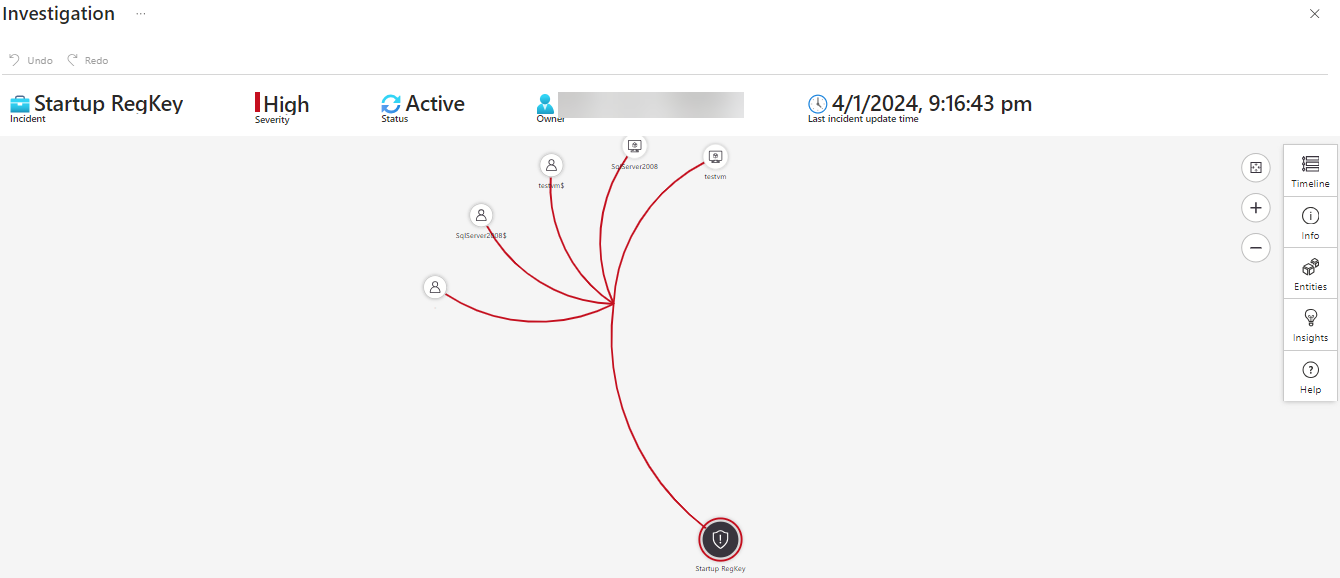 Investigation ...
Undo Redo
Startup RegKey
Incident
High
Severity
Active
Status
Owner
4/1/2024, 9:16:43 pm
Last incident update time
SqlServer2008
testvm
testvm$
SqlServer2008$
Startup RegKey
Timeline
Info
Entities
Insights
Help